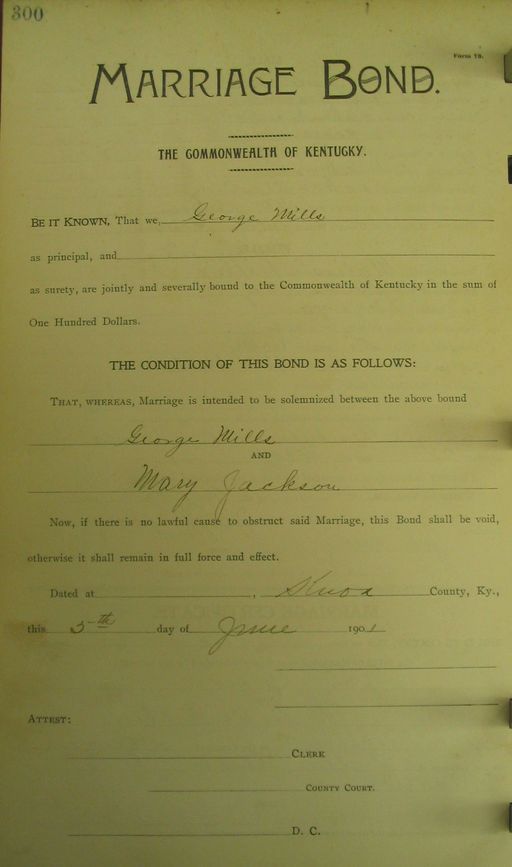 300
Form 19.
MARRIAGE BOND.
THE COMMONWEALTH OF KENTUCKY.
BE IT KNOWN, That we, George Mills
as principal, and
as surety, are jointly and severally bound to the Commonwealth of Kentucky in the sum of
One Hundred Dollars.
THE CONDITION OF THIS BOND IS AS FOLLOWS:
THAT, WHEREAS, Marriage is intended to be solemnized between the above bound
George Mills
AND
Mary Jackson
Now, if there is no lawful cause to obstruct said Marriage, this Bond shall be void,
otherwise it shall remain in full force and effect.
Dated at , Knox County, Ky.,
this 5th day of June 1901
ATTEST:
CLERK
COUNTY COURT.
D. C.